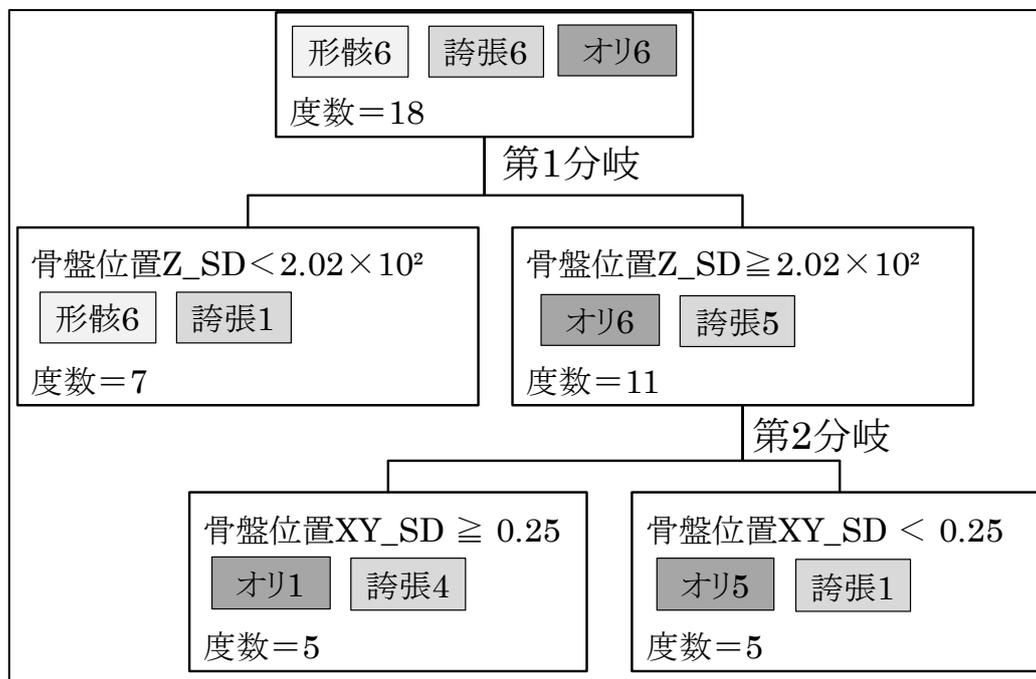 形骸6 誇張6 オリ6
度数＝18
第1分岐
骨盤位置Z_SD＜2.02×10²
形骸6 誇張1
度数＝7
骨盤位置Z_SD≧2.02×10²
オリ6 誇張5
度数＝11
第2分岐
骨盤位置XY_SD ≧ 0.25
オリ1 誇張4
度数＝5
骨盤位置XY_SD ＜ 0.25
オリ5 誇張1
度数＝5